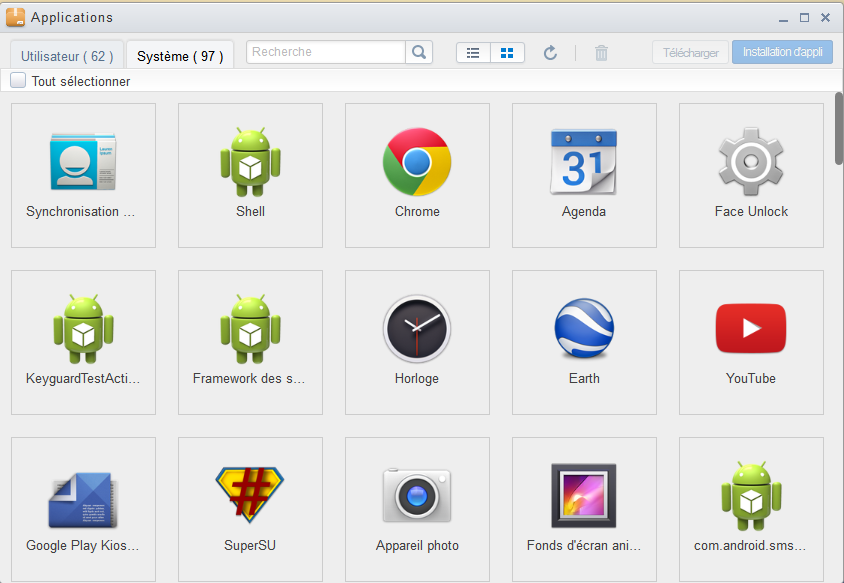 Applications
Utilisateur ( 62 )
Système ( 97 )
Recherche
Télécharger
Installation d'appli
Tout sélectionner
Synchronisation ...
Shell
Chrome
31
Agenda
Face Unlock
KeyguardTestActi...
Framework des s...
Horloge
Earth
YouTube
Google Play Kios...
#
SuperSU
Appareil photo
Fonds d'écran ani...
com.android.sms...